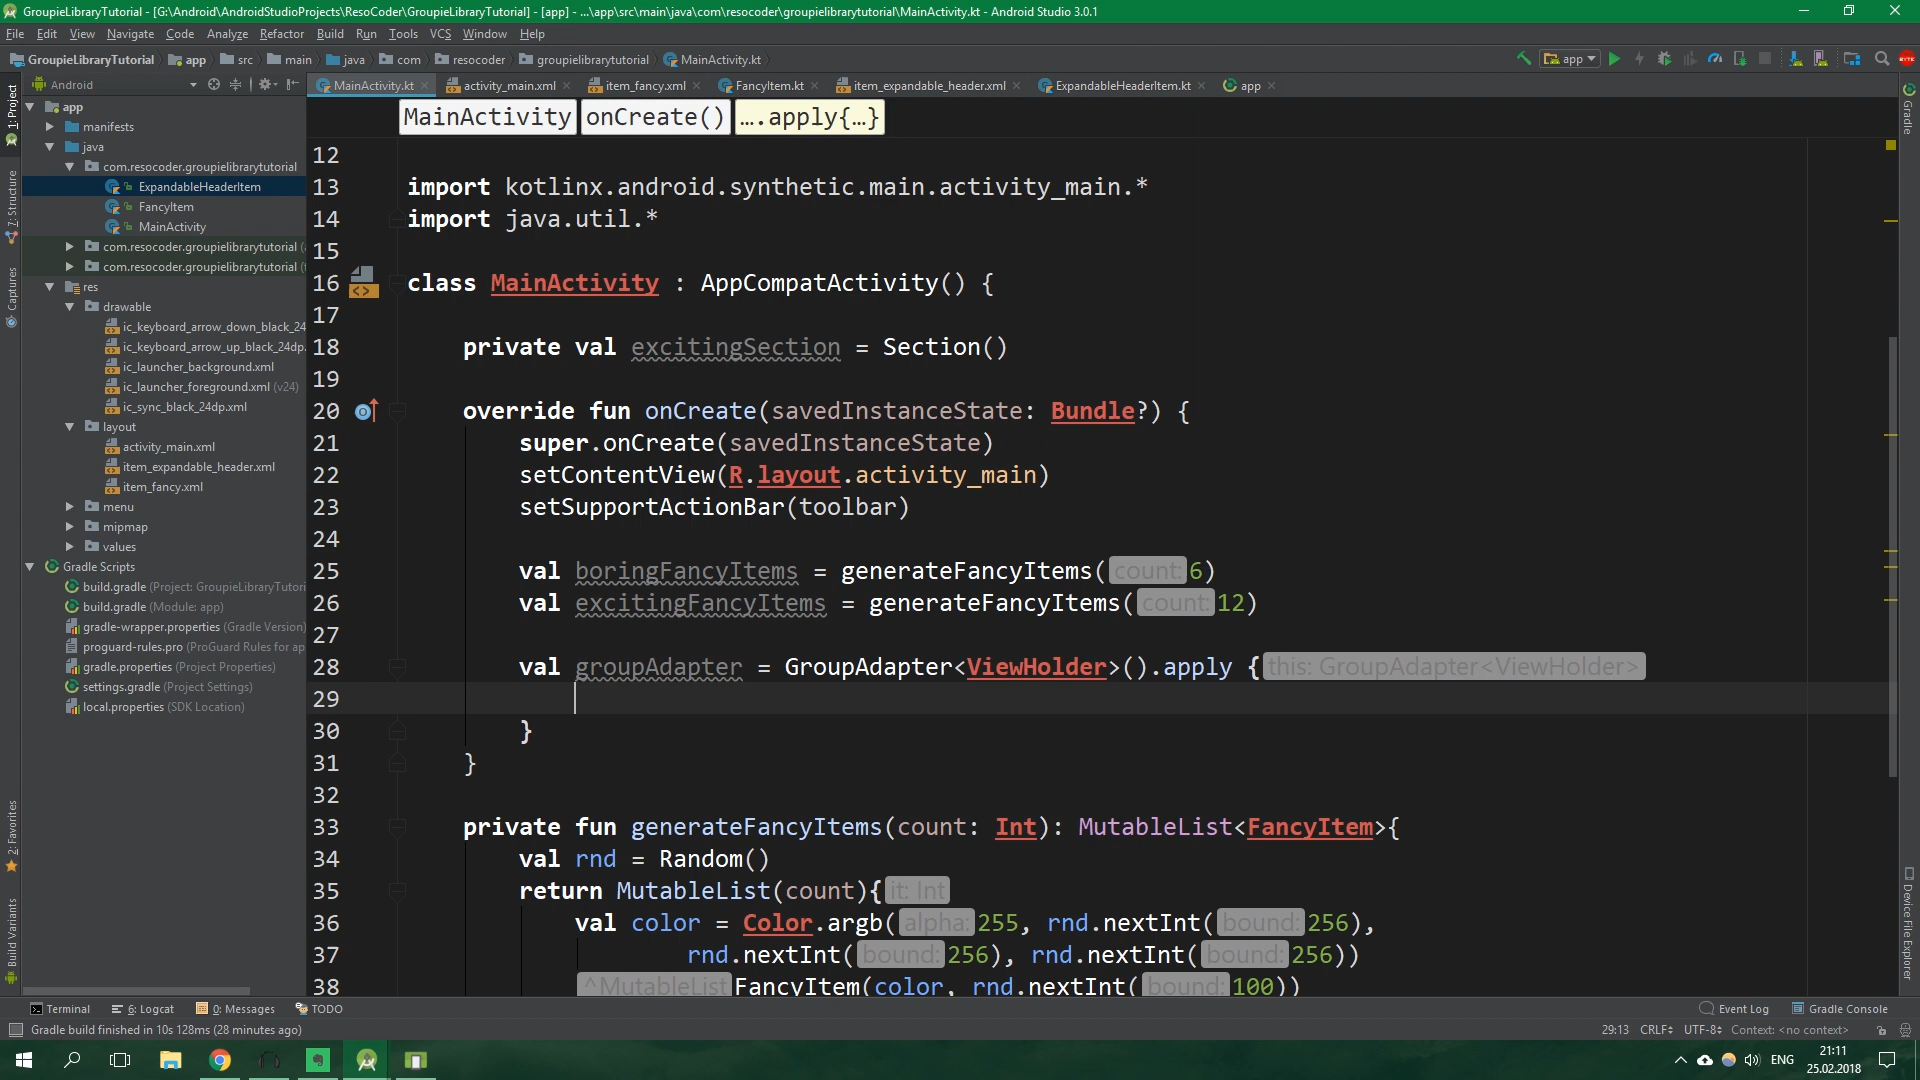 GroupieLibraryTutorial - [G:\Android\AndroidStudioProjects\ResoCoder\GroupieLibraryTutorial] - [app] - ...\app\src\main\java\com\resocoder\groupielibrarytutorial\MainActivity.kt - Android Studio 3.0.1
File Edit View Navigate Code Analyze Refactor Build Run Tools VCS Window Help
GroupieLibraryTutorial app src main java com resocoder groupielibrarytutorial MainActivity.kt app
Android MainActivity.kt activity_main.xml item_fancy.xml FancyItem.kt item_expandable_header.xml ExpandableHeaderItem.kt app
1: Project
7: Structure
Captures
2: Favorites
Build Variants
app
manifests
java
com.resocoder.groupielibrarytutorial
ExpandableHeaderItem
FancyItem
MainActivity
com.resocoder.groupielibrarytutorial
com.resocoder.groupielibrarytutorial
res
drawable
ic_keyboard_arrow_down_black_24
ic_keyboard_arrow_up_black_24dp.
ic_launcher_background.xml
ic_launcher_foreground.xml (v24)
ic_sync_black_24dp.xml
layout
activity_main.xml
item_expandable_header.xml
item_fancy.xml
menu
mipmap
values
Gradle Scripts
build.gradle (Project: GroupieLibraryTutori
build.gradle (Module: app)
gradle-wrapper.properties (Gradle Version)
proguard-rules.pro (ProGuard Rules for ap
gradle.properties (Project Properties)
settings.gradle (Project Settings)
local.properties (SDK Location)
MainActivity onCreate() ….apply{…}
12
13 import kotlinx.android.synthetic.main.activity_main.*
14 import java.util.*
15
16 class MainActivity : AppCompatActivity() {
17
18 private val excitingSection = Section()
19
20 override fun onCreate(savedInstanceState: Bundle?) {
21 super.onCreate(savedInstanceState)
22 setContentView(R.layout.activity_main)
23 setSupportActionBar(toolbar)
24
25 val boringFancyItems = generateFancyItems( count: 6)
26 val excitingFancyItems = generateFancyItems( count: 12)
27
28 val groupAdapter = GroupAdapter<ViewHolder>().apply { this: GroupAdapter<ViewHolder>
29
30 }
31 }
32
33 private fun generateFancyItems(count: Int): MutableList<FancyItem>{
34 val rnd = Random()
35 return MutableList(count){ it: Int
36 val color = Color.argb( alpha: 255, rnd.nextInt( bound: 256),
37 rnd.nextInt( bound: 256), rnd.nextInt( bound: 256))
38 ^MutableList FancyItem(color, rnd.nextInt( bound: 100))
Gradle
Device File Explorer
Terminal 6: Logcat 0: Messages TODO Event Log Gradle Console
Gradle build finished in 10s 128ms (28 minutes ago) 29:13 CRLF UTF-8 Context: <no context>
ENG 21:11
25.02.2018